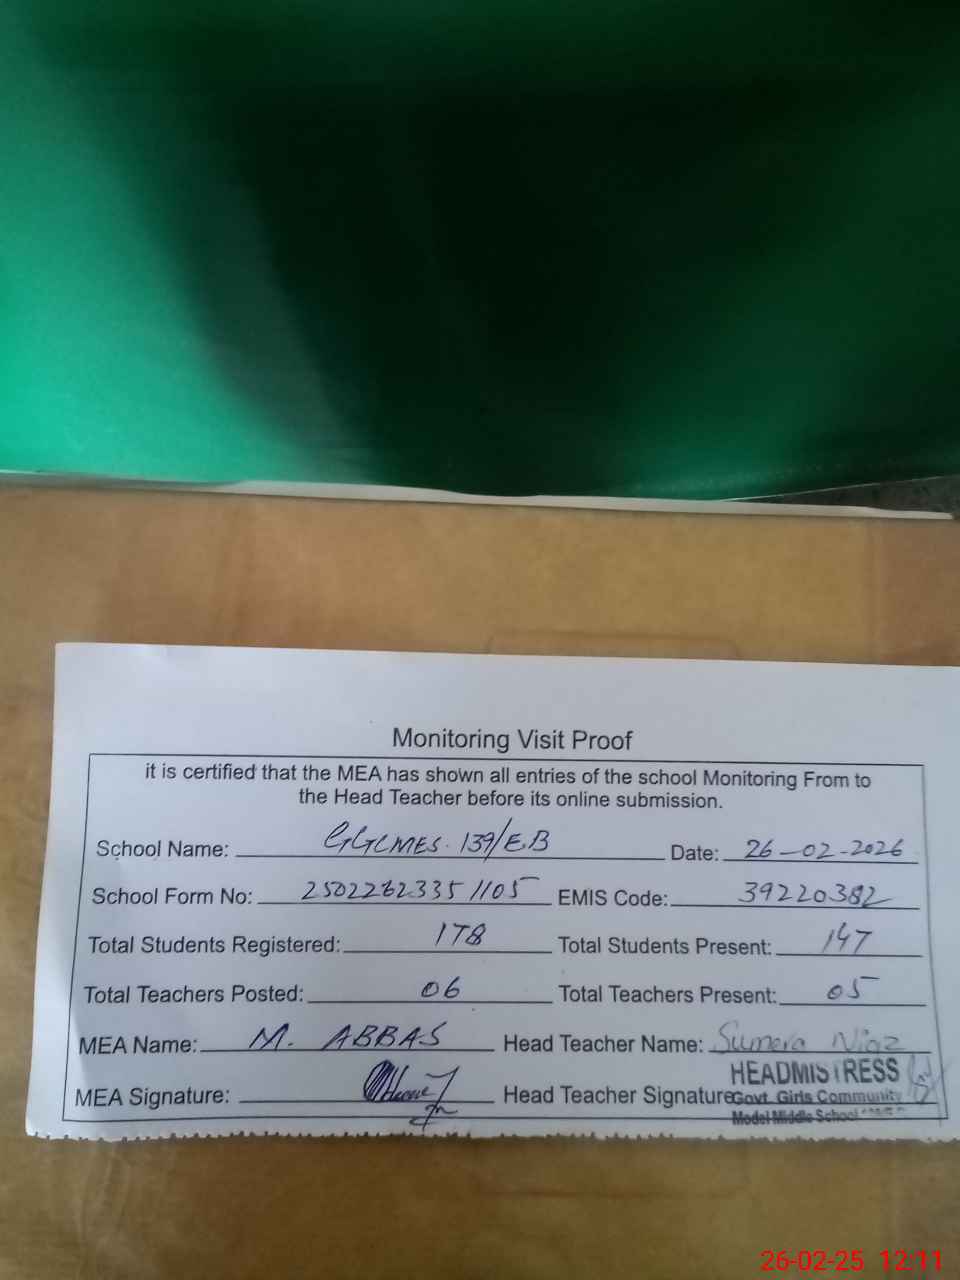 Monitoring Visit Proof
it is certified that the MEA has shown all entries of the school Monitoring From to
the Head Teacher before its online submission.
School Name: GGCMES. 139/E.B Date: 26-02-2026
School Form No: 25022623351105 EMIS Code: 39220382
Total Students Registered: 178 Total Students Present: 147
Total Teachers Posted: 06 Total Teachers Present: 05
MEA Name: M. ABBAS Head Teacher Name: Sumera Niaz
MEA Signature: Head Teacher Signature
HEADMISTRESS
Govt. Girls Community
Model Middle School
26-02-25 12:11